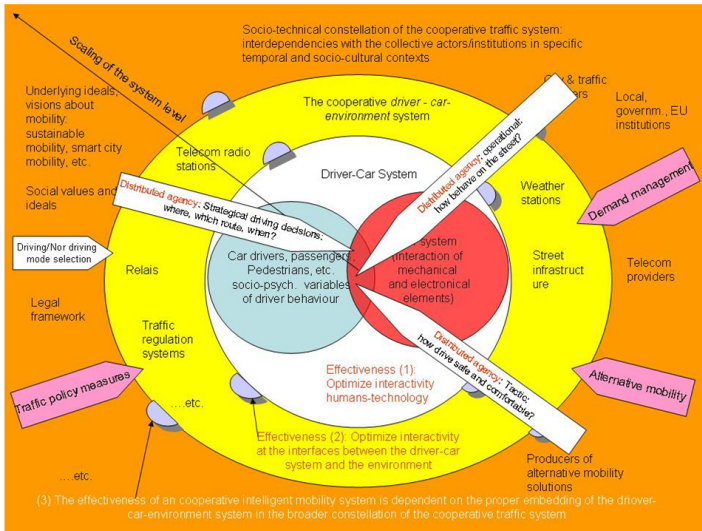 Socio-technical constellation of the cooperative traffic system:
interdependencies with the collective actors/institutions in specific
temporal and socio-cultural contexts
Scaling of the system level
Underlying ideals,
visions about
mobility:
sustainable
mobility, smart city
mobility, etc.
Social values and
ideals
Driving/Nor driving
mode selection
Legal
framework
Traffic policy measures
….etc.
The cooperative driver - car-
environment system
Telecom radio
stations
Relais
Traffic
regulation
systems
….etc.
Driver-Car System
Distributed agency: Strategical driving decisions:
where, which route, when?
Distributed agency: operational:
how behave on the street?
Distributed agency: Tactic:
how drive safe and comfortable?
Car drivers, passengers,
Pedestrians, etc.
socio-psych. variables
of driver behaviour
system
(interaction of
mechanical
and electronical
elements)
Effectiveness (1):
Optimize interactivity
humans-technology
Effectiveness (2): Optimize interactivity
at the interfaces between the driver-car
system and the environment
& traffic
Local,
governm., EU
institutions
Weather
stations
Demand management
Street
infrastruct
ure
Telecom
providers
Alternative mobility
Producers of
alternative mobility
solutions
(3) The effectiveness of an cooperative intelligent mobility system is dependent on the proper embedding of the driover-
car-environment system in the broader constellation of the cooperative traffic system